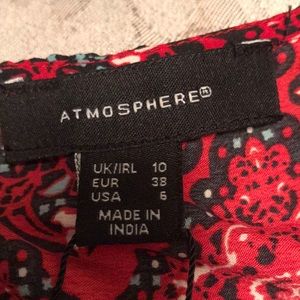 ATMOSPHERE®
UK/IRL 10
EUR 38
USA 6
MADE IN
INDIA